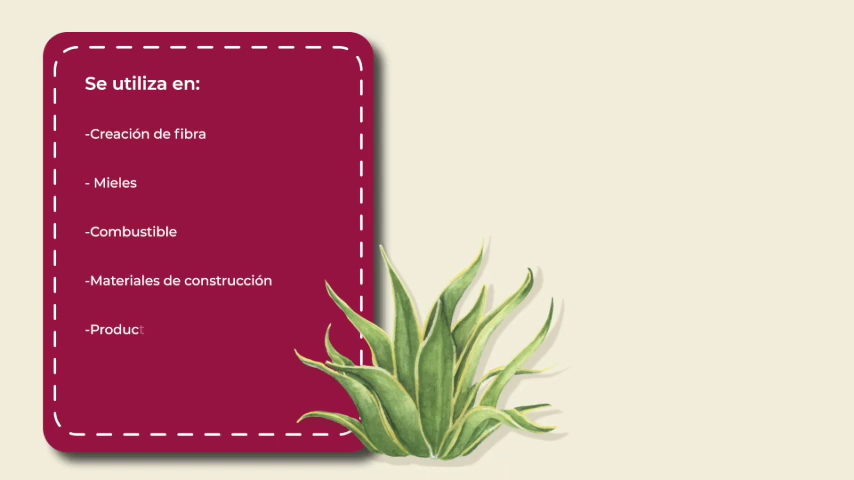 Se utiliza en:
-Creación de fibra
- Mieles
-Combustible
-Materiales de construcción
-Product